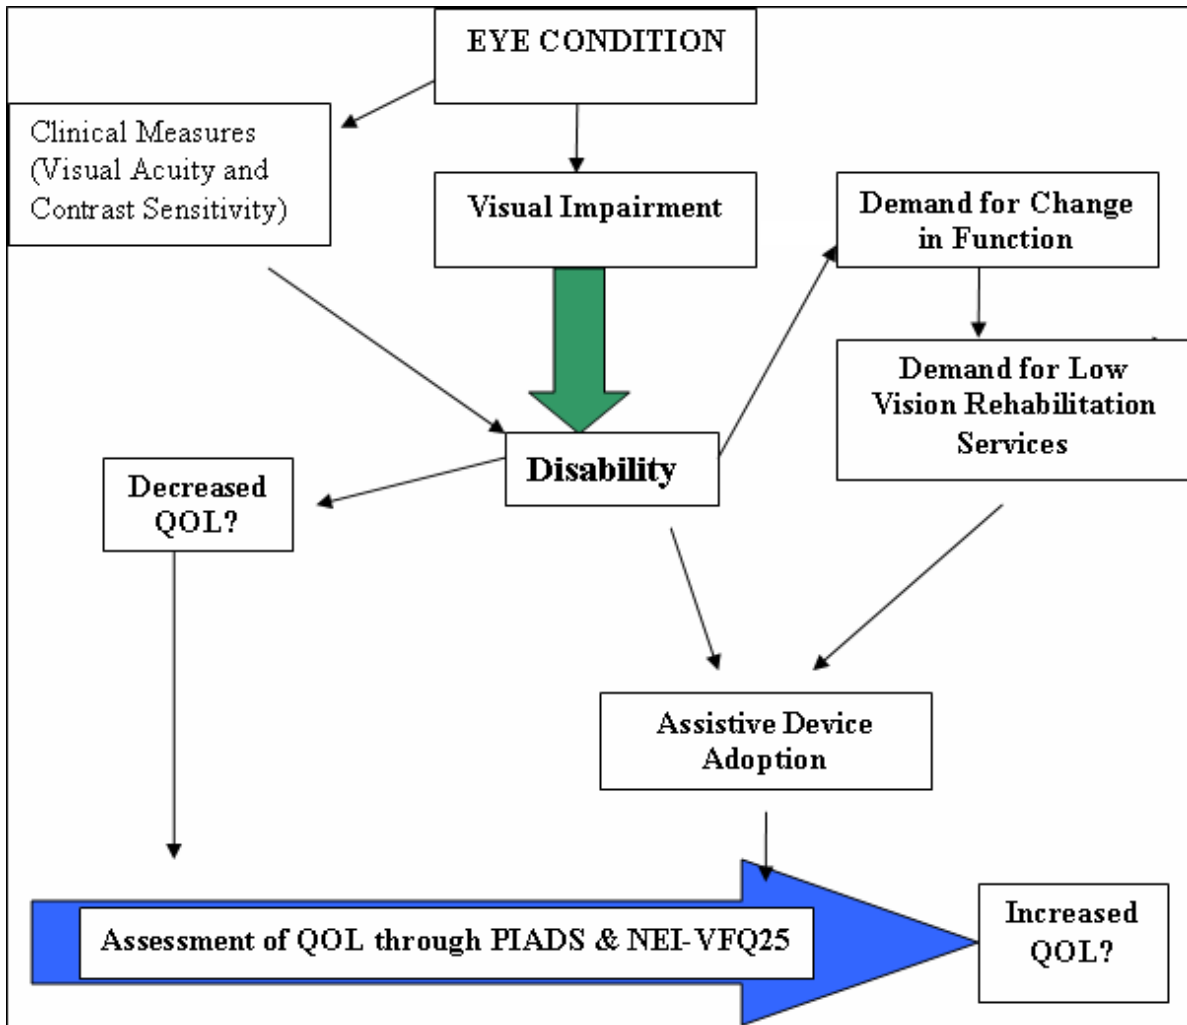 EYE CONDITION
Clinical Measures
(Visual Acuity and
Contrast Sensitivity)
Visual Impairment
Demand for Change
in Function
Demand for Low
Vision Rehabilitation
Services
Disability
Decreased
QOL?
Assistive Device
Adoption
Assessment of QOL through PIADS & NEI-VFQ25
Increased
QOL?